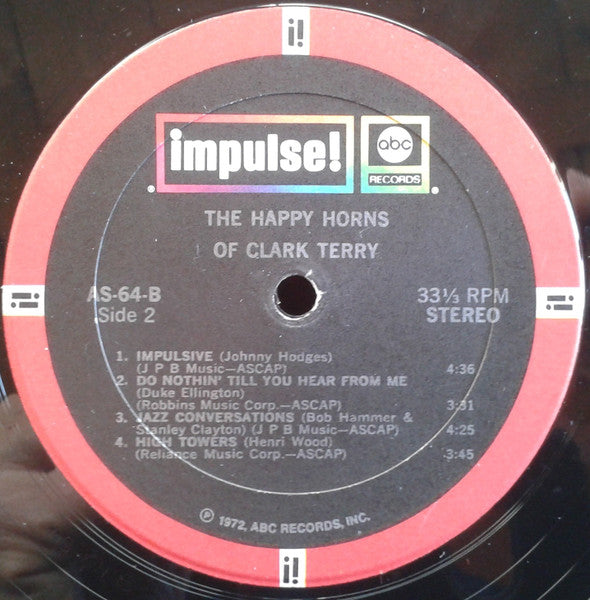 i!
impulse!
abc
RECORDS
THE HAPPY HORNS
OF CLARK TERRY
AS-64-B
Side 2
33⅓ RPM
STEREO
1. IMPULSIVE (Johnny Hodges)
(J P B Music—ASCAP) 4:36
2. DO NOTHIN' TILL YOU HEAR FROM ME
(Duke Ellington)
(Robbins Music Corp.—ASCAP) 3:31
3. JAZZ CONVERSATIONS (Bob Hammer &
Stanley Clayton) (J P B Music—ASCAP) 4:25
4. HIGH TOWERS (Henri Wood)
(Reliance Music Corp.—ASCAP) 3:45
i!
i!
℗ 1972, ABC RECORDS, INC.
i!